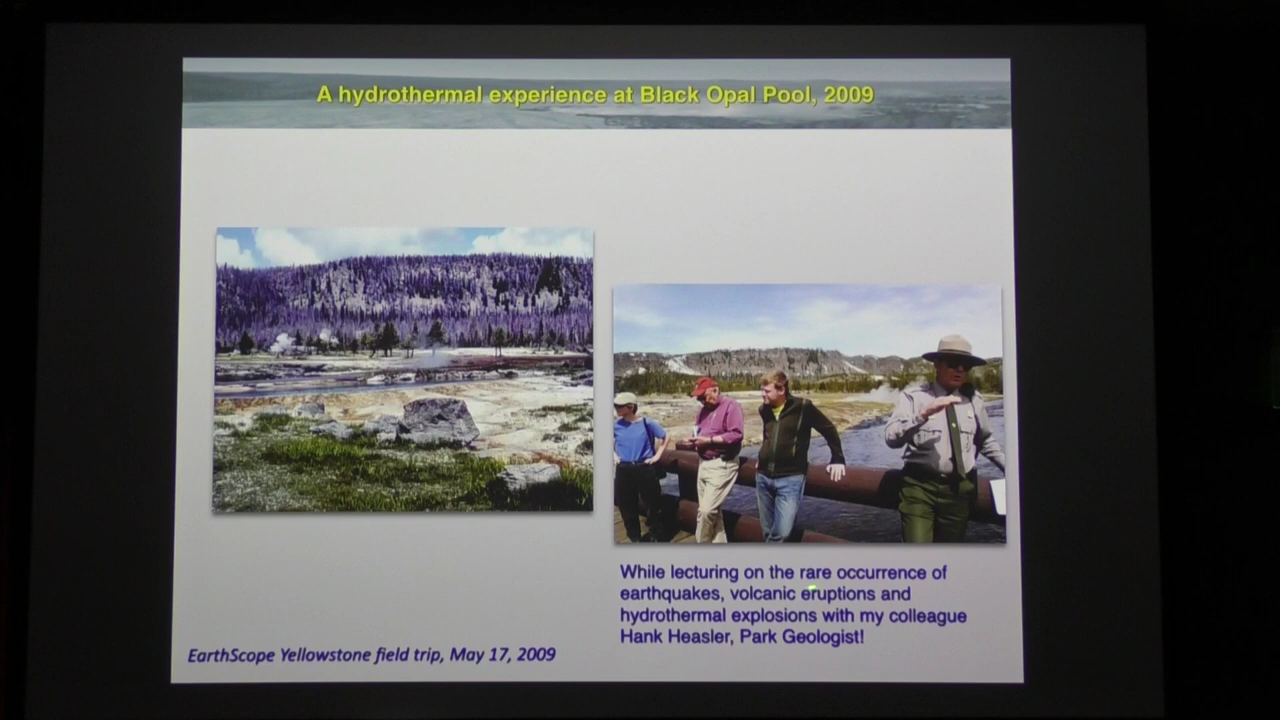 A hydrothermal experience at Black Opal Pool, 2009
While lecturing on the rare occurrence of
earthquakes, volcanic eruptions and
hydrothermal explosions with my colleague
Hank Heasler, Park Geologist!
EarthScope Yellowstone field trip, May 17, 2009